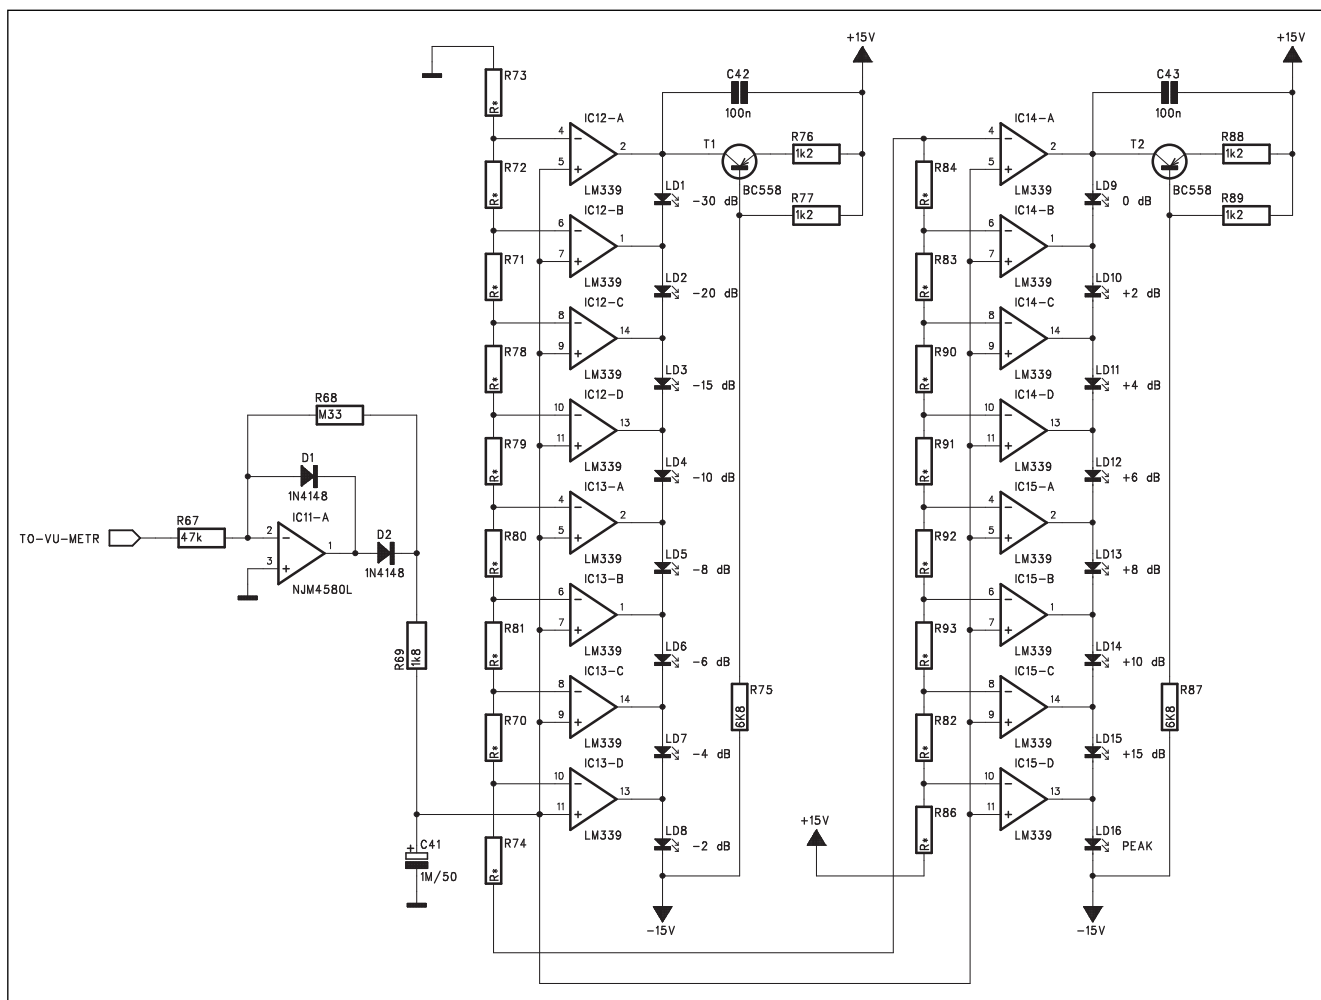 +15V
+15V
C42
100n
C43
100n
R73
R*
IC12-A
4
5
2
LM339
T1
BC558
R76
1k2
R77
1k2
IC14-A
4
5
2
LM339
T2
BC558
R88
1k2
R89
1k2
R72
R*
LD1
-30 dB
R84
R*
LD9
0 dB
IC12-B
6
7
1
LM339
IC14-B
6
7
1
LM339
R71
R*
LD2
-20 dB
R83
R*
LD10
+2 dB
IC12-C
8
9
14
LM339
IC14-C
8
9
14
LM339
R78
R*
LD3
-15 dB
R90
R*
LD11
+4 dB
IC12-D
10
11
13
LM339
IC14-D
10
11
13
LM339
R68
M33
R79
R*
LD4
-10 dB
R91
R*
LD12
+6 dB
D1
1N4148
IC13-A
4
5
2
LM339
IC15-A
4
5
2
LM339
TO-VU-METR
R67
47k
IC11-A
2
3
1
NJM4580L
D2
1N4148
R80
R*
LD5
-8 dB
R92
R*
LD13
+8 dB
IC13-B
6
7
1
LM339
IC15-B
6
7
1
LM339
R69
1k8
R81
R*
LD6
-6 dB
R93
R*
LD14
+10 dB
IC13-C
8
9
14
LM339
R75
6K8
IC15-C
8
9
14
LM339
R87
6K8
R70
R*
LD7
-4 dB
R82
R*
LD15
+15 dB
IC13-D
10
11
13
LM339
IC15-D
10
11
13
LM339
+
C41
1M/50
R74
R*
LD8
-2 dB
+15V
R86
R*
LD16
PEAK
-15V
-15V